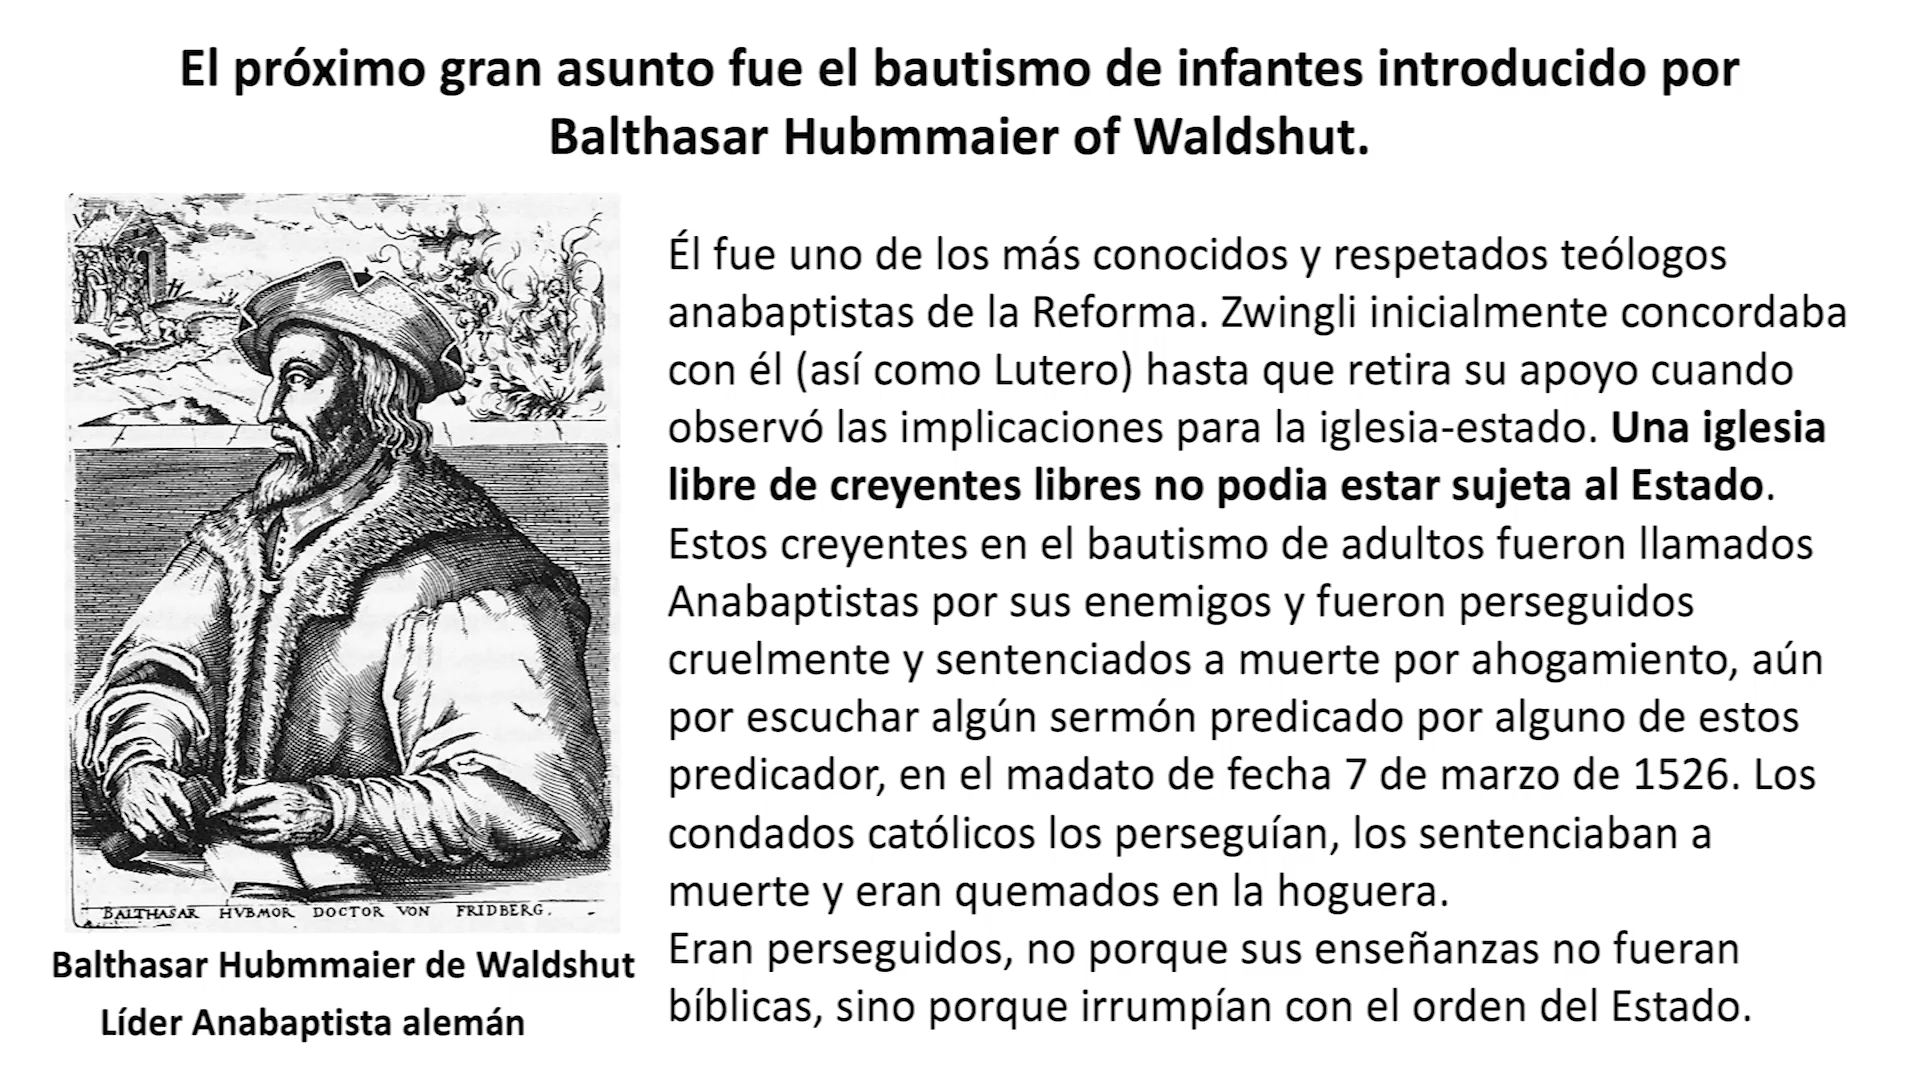 El próximo gran asunto fue el bautismo de infantes introducido por
Balthasar Hubmmaier of Waldshut.
BALTHASAR HVBMOR DOCTOR VON FRIDBERG.
Balthasar Hubmmaier de Waldshut
Líder Anabaptista alemán
Él fue uno de los más conocidos y respetados teólogos
anabaptistas de la Reforma. Zwingli inicialmente concordaba
con él (así como Lutero) hasta que retira su apoyo cuando
observó las implicaciones para la iglesia-estado. Una iglesia
libre de creyentes libres no podia estar sujeta al Estado.
Estos creyentes en el bautismo de adultos fueron llamados
Anabaptistas por sus enemigos y fueron perseguidos
cruelmente y sentenciados a muerte por ahogamiento, aún
por escuchar algún sermón predicado por alguno de estos
predicador, en el madato de fecha 7 de marzo de 1526. Los
condados católicos los perseguían, los sentenciaban a
muerte y eran quemados en la hoguera.
Eran perseguidos, no porque sus enseñanzas no fueran
bíblicas, sino porque irrumpían con el orden del Estado.